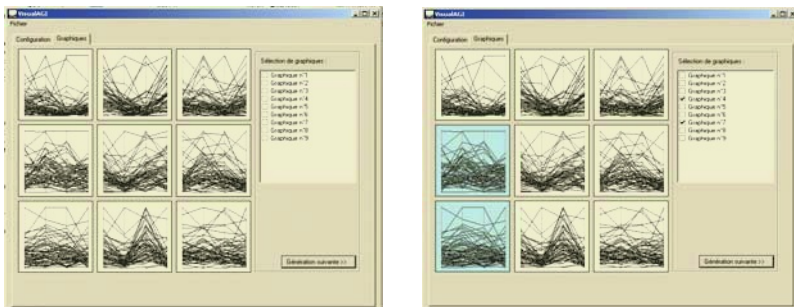 VisualAG2
Fichier
Configuration Graphiques
Sélection de graphiques :
Graphique n°1
Graphique n°2
Graphique n°3
Graphique n°4
Graphique n°5
Graphique n°6
Graphique n°7
Graphique n°8
Graphique n°9
Génération suivante >>
VisualAG2
Fichier
Configuration Graphiques
Sélection de graphiques :
Graphique n°1
Graphique n°2
Graphique n°3
Graphique n°4
Graphique n°5
Graphique n°6
Graphique n°7
Graphique n°8
Graphique n°9
Génération suivante >>